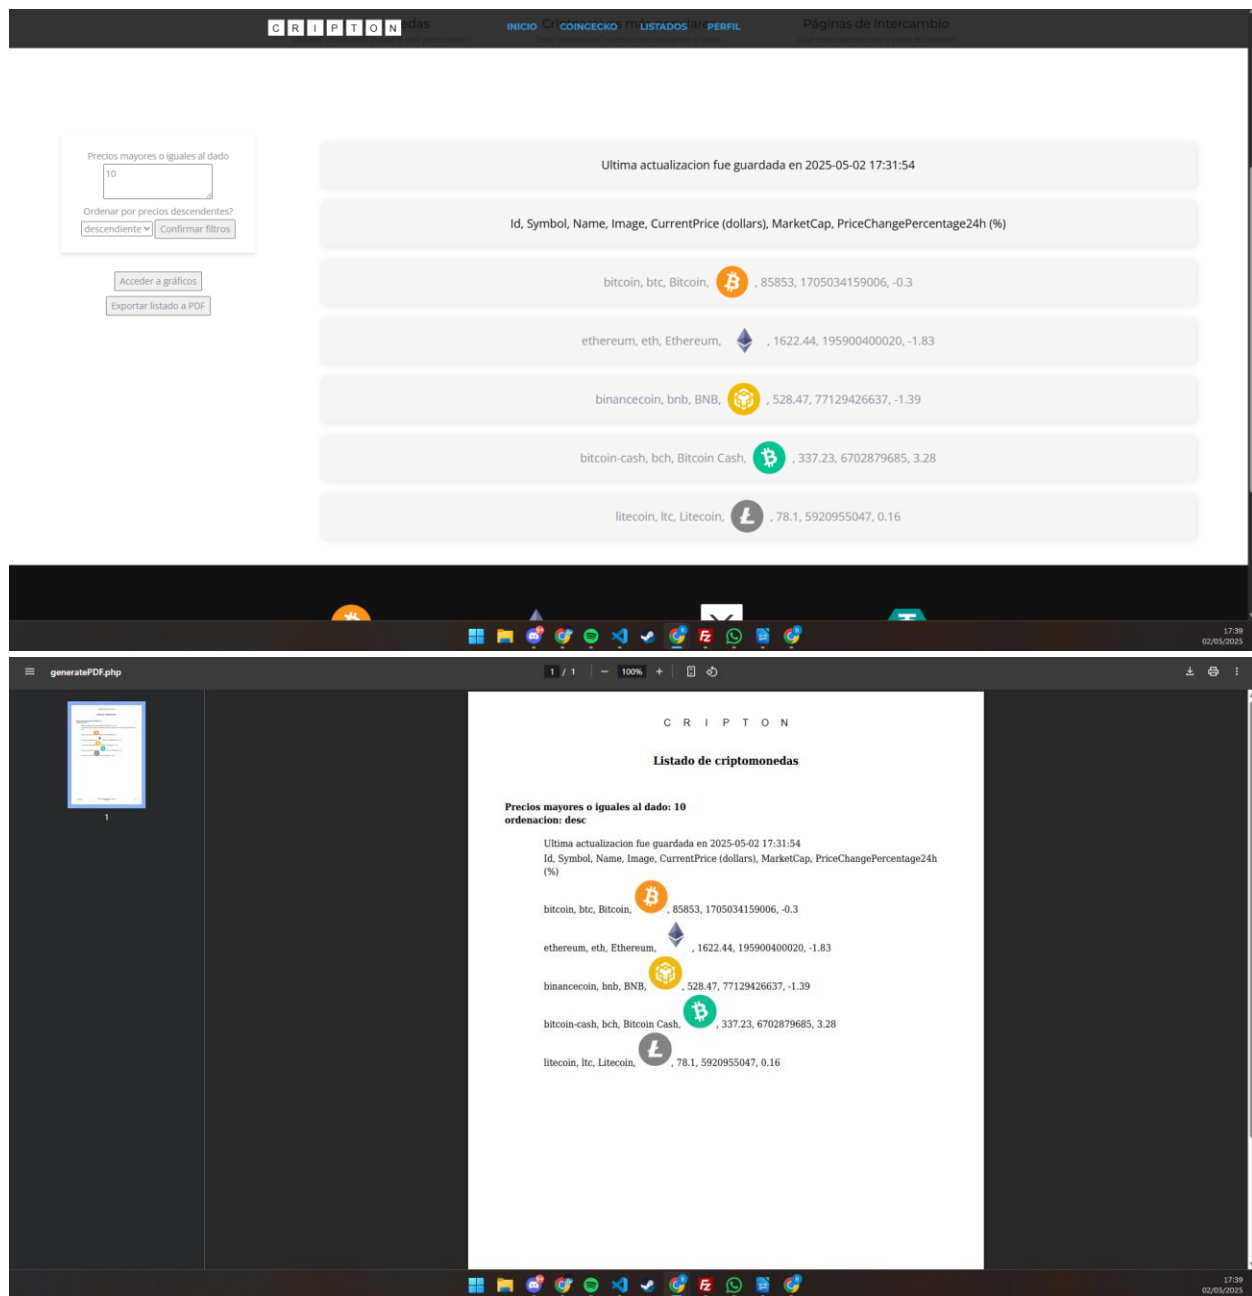 C R I P T O N
INICIO COINGECKO LISTADOS PERFIL
Páginas de intercambio
Precios mayores o iguales al dado
10
Ordenar por precios descendentes?
descendiente Confirmar filtros
Acceder a gráficos
Exportar listado a PDF
Ultima actualizacion fue guardada en 2025-05-02 17:31:54
Id, Symbol, Name, Image, CurrentPrice (dollars), MarketCap, PriceChangePercentage24h (%)
bitcoin, btc, Bitcoin, , 85853, 1705034159006, -0.3
ethereum, eth, Ethereum, , 1622.44, 195900400020, -1.83
binancecoin, bnb, BNB, , 528.47, 77129426637, -1.39
bitcoin-cash, bch, Bitcoin Cash, , 337.23, 6702879685, 3.28
litecoin, ltc, Litecoin, , 78.1, 5920955047, 0.16
17:39
02/05/2025
generatePDF.php
1 / 1 100%
1
C R I P T O N
Listado de criptomonedas
Precios mayores o iguales al dado: 10
ordenacion: desc
Ultima actualizacion fue guardada en 2025-05-02 17:31:54
Id, Symbol, Name, Image, CurrentPrice (dollars), MarketCap, PriceChangePercentage24h
(%)
bitcoin, btc, Bitcoin, , 85853, 1705034159006, -0.3
ethereum, eth, Ethereum, , 1622.44, 195900400020, -1.83
binancecoin, bnb, BNB, , 528.47, 77129426637, -1.39
bitcoin-cash, bch, Bitcoin Cash, , 337.23, 6702879685, 3.28
litecoin, ltc, Litecoin, , 78.1, 5920955047, 0.16
17:39
02/05/2025